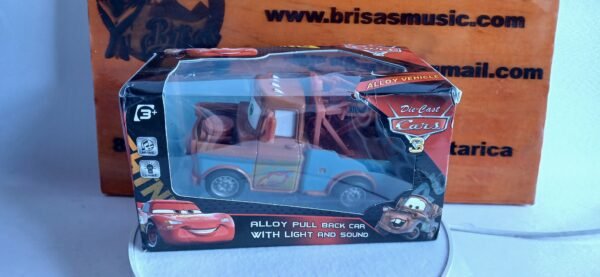 www.brisasmusic.com
mail.com
8
tarica
ALLOY VEHICLE
3+
Die-Cast
Cars
ALLOY PULL BACK CAR
WITH LIGHT AND SOUND